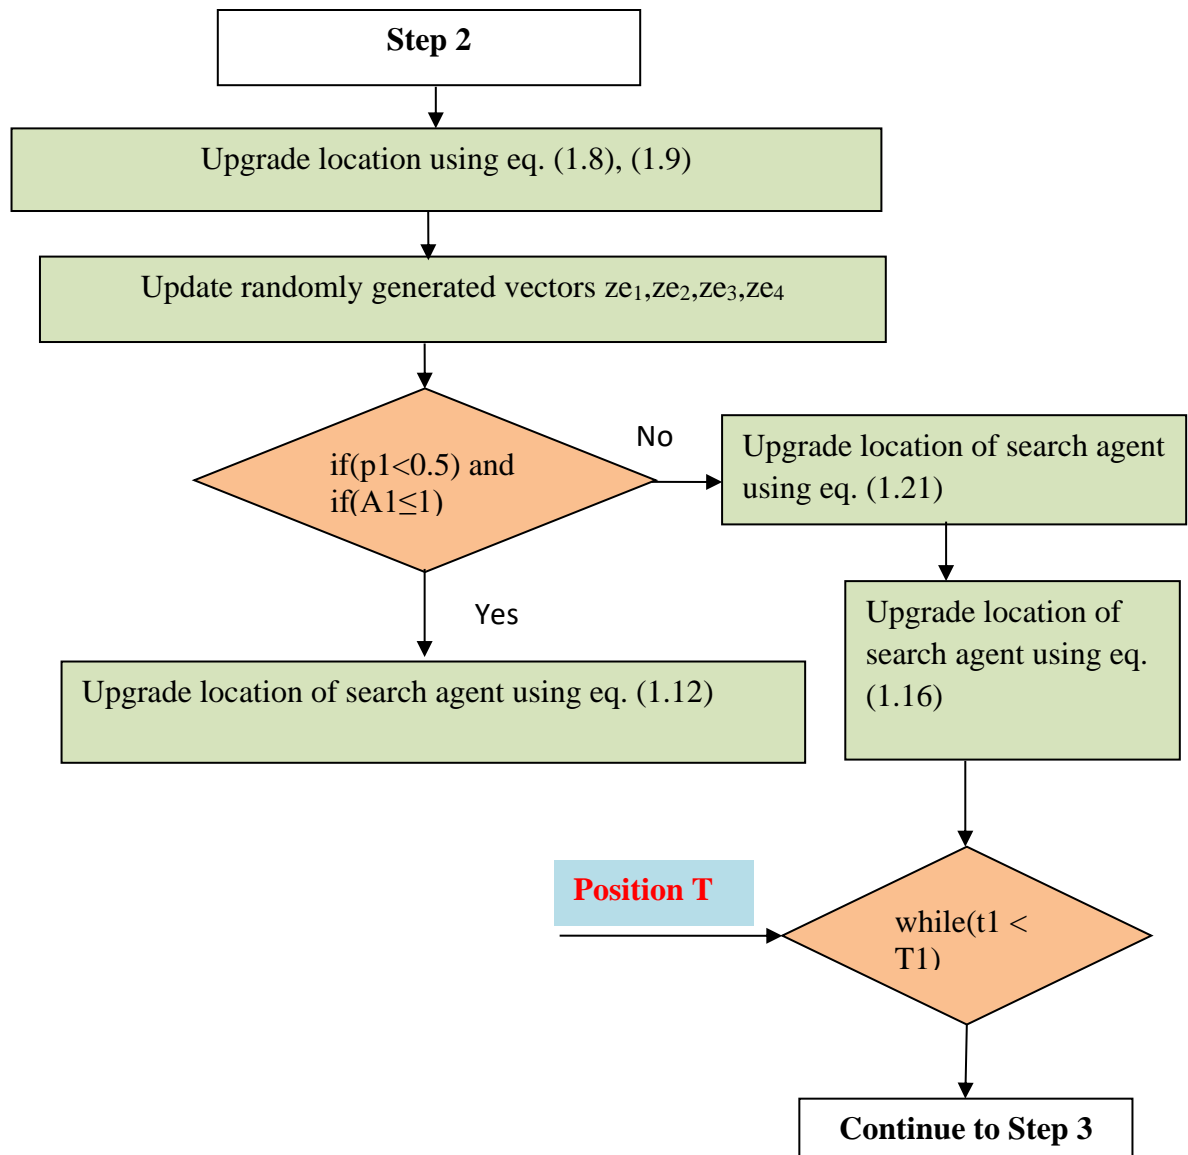 Step 2
Upgrade location using eq. (1.8), (1.9)
Update randomly generated vectors ze₁,ze₂,ze₃,ze₄
if(p1<0.5) and
if(A1≤1)
No
Upgrade location of search agent
using eq. (1.21)
Yes
Upgrade location of
search agent using eq.
(1.16)
Upgrade location of search agent using eq. (1.12)
Position T
while(t1 <
T1)
Continue to Step 3